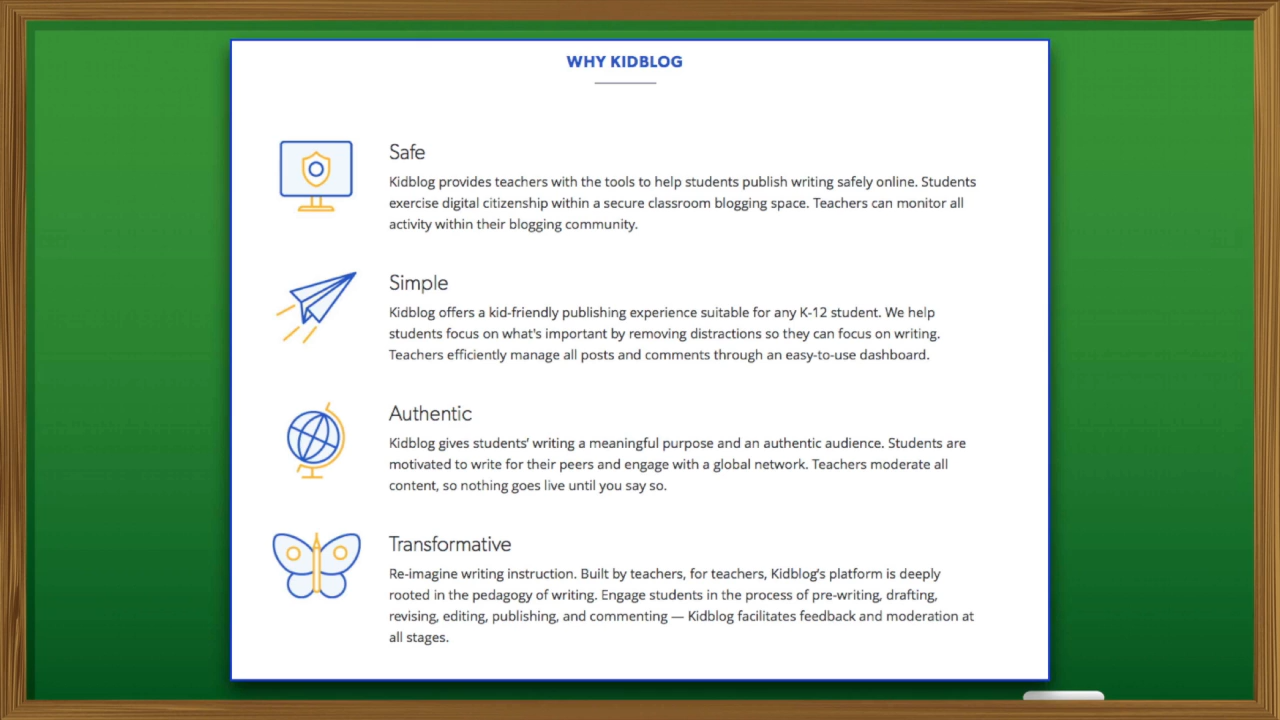 WHY KIDBLOG
Safe
Kidblog provides teachers with the tools to help students publish writing safely online. Students
exercise digital citizenship within a secure classroom blogging space. Teachers can monitor all
activity within their blogging community.
Simple
Kidblog offers a kid-friendly publishing experience suitable for any K-12 student. We help
students focus on what's important by removing distractions so they can focus on writing.
Teachers efficiently manage all posts and comments through an easy-to-use dashboard.
Authentic
Kidblog gives students' writing a meaningful purpose and an authentic audience. Students are
motivated to write for their peers and engage with a global network. Teachers moderate all
content, so nothing goes live until you say so.
Transformative
Re-imagine writing instruction. Built by teachers, for teachers, Kidblog's platform is deeply
rooted in the pedagogy of writing. Engage students in the process of pre-writing, drafting,
revising, editing, publishing, and commenting — Kidblog facilitates feedback and moderation at
all stages.